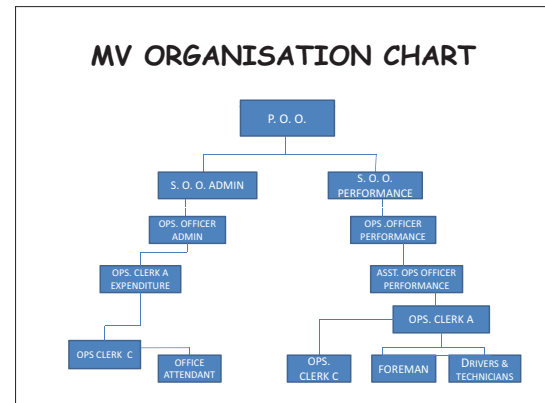 MV ORGANISATION CHART
P. O. O.
S. O. O. ADMIN
S. O. O.
PERFORMANCE
OPS. OFFICER
ADMIN
OPS .OFFICER
PERFORMANCE
OPS. CLERK A
EXPENDITURE
ASST. OPS OFFICER
PERFORMANCE
OPS. CLERK A
OPS CLERK  C
OFFICE
ATTENDANT
OPS.
CLERK C
FOREMAN
DRIVERS &
TECHNICIANS